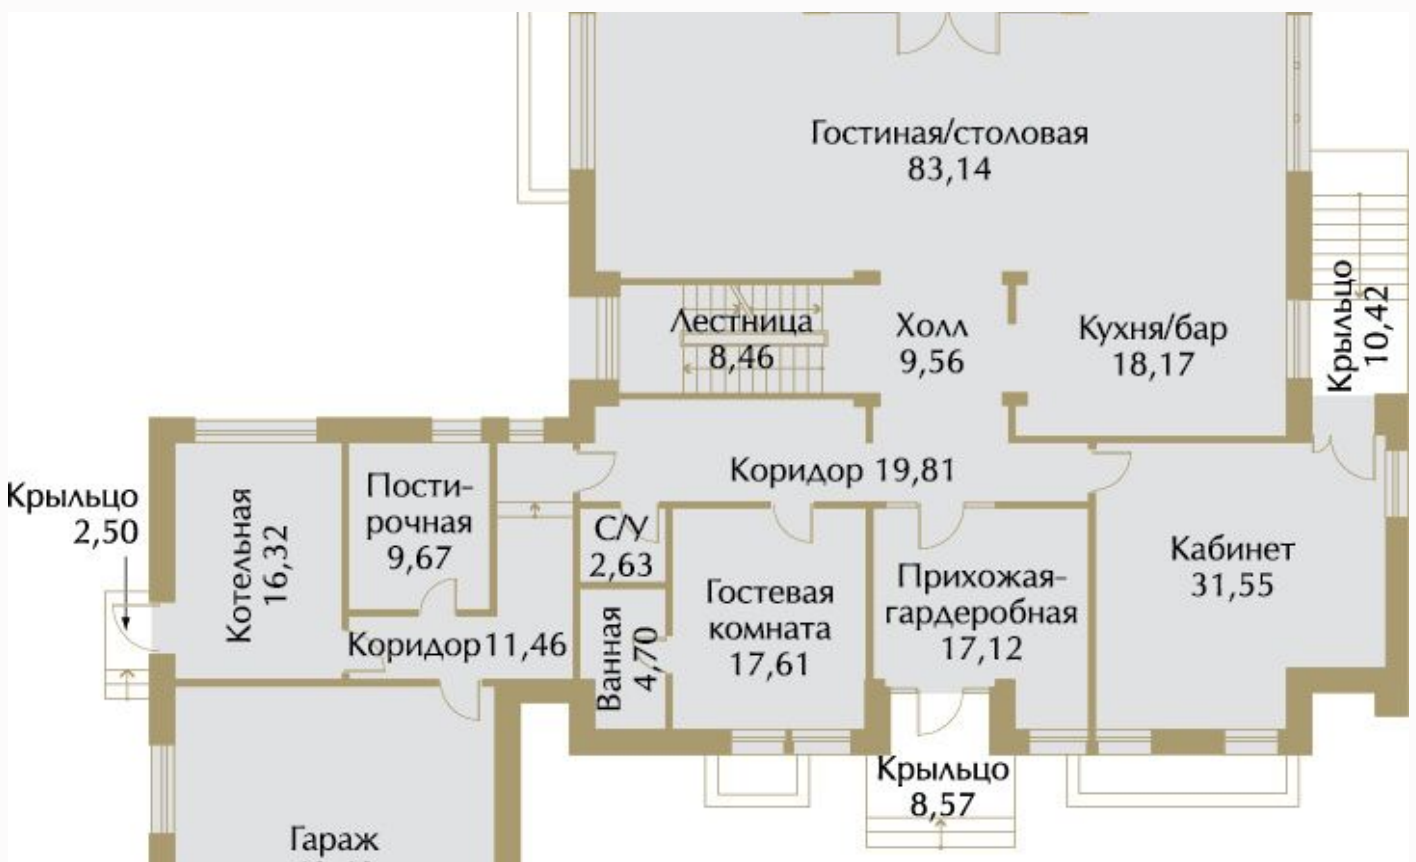 Гостиная/столовая
83,14
Лестница
8,46
Холл
9,56
Кухня/бар
18,17
Крыльцо
10,42
Крыльцо
2,50
Котельная
16,32
Пости-
рочная
9,67
Коридор 19,81
С/У
2,63
Ванная
4,70
Гостевая
комната
17,61
Прихожая-
гардеробная
17,12
Кабинет
31,55
Коридор 11,46
Крыльцо
8,57
Гараж